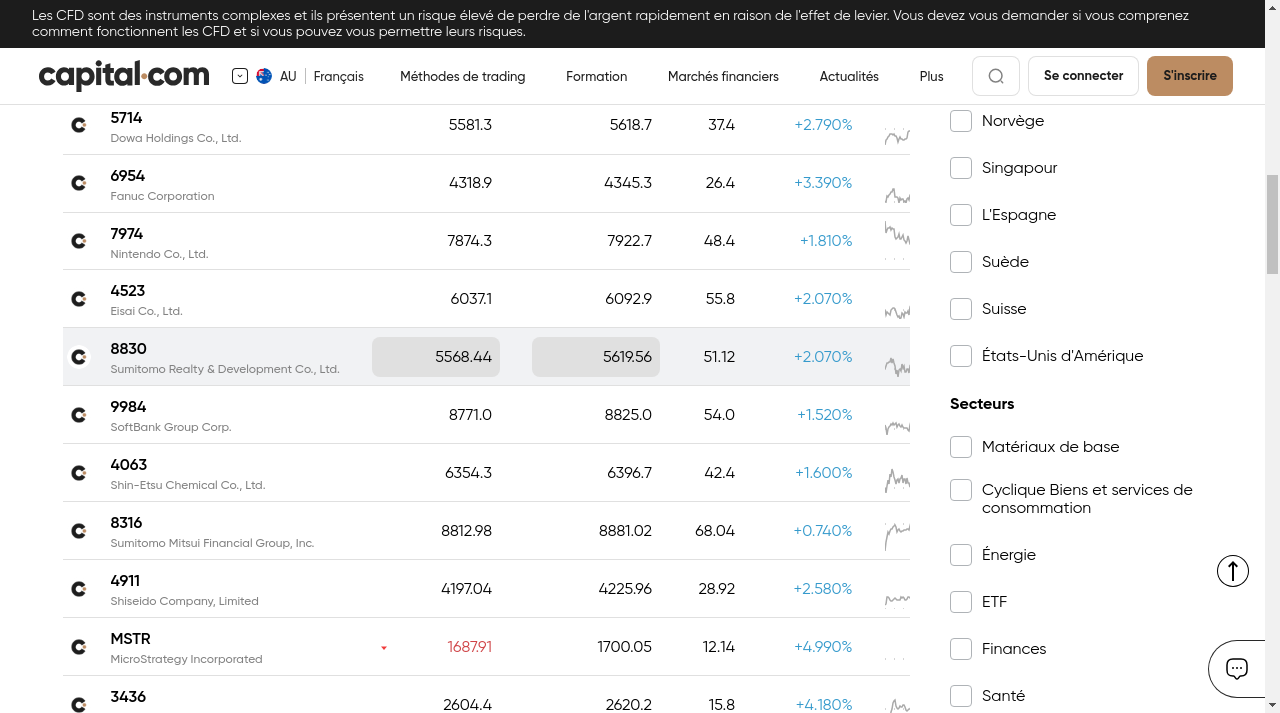 Les CFD sont des instruments complexes et ils présentent un risque élevé de perdre de l'argent rapidement en raison de l'effet de levier. Vous devez vous demander si vous comprenez
comment fonctionnent les CFD et si vous pouvez vous permettre leurs risques.
capital.com AU Français Méthodes de trading Formation Marchés financiers Actualités Plus Se connecter S'inscrire
5714 5581.3 5618.7 37.4 +2.790%
Dowa Holdings Co., Ltd.
6954 4318.9 4345.3 26.4 +3.390%
Fanuc Corporation
7974 7874.3 7922.7 48.4 +1.810%
Nintendo Co., Ltd.
4523 6037.1 6092.9 55.8 +2.070%
Eisai Co., Ltd.
8830 5568.44 5619.56 51.12 +2.070%
Sumitomo Realty & Development Co., Ltd.
9984 8771.0 8825.0 54.0 +1.520%
SoftBank Group Corp.
4063 6354.3 6396.7 42.4 +1.600%
Shin-Etsu Chemical Co., Ltd.
8316 8812.98 8881.02 68.04 +0.740%
Sumitomo Mitsui Financial Group, Inc.
4911 4197.04 4225.96 28.92 +2.580%
Shiseido Company, Limited
MSTR 1687.91 1700.05 12.14 +4.990%
MicroStrategy Incorporated
3436 2604.4 2620.2 15.8 +4.180%
Norvège
Singapour
L'Espagne
Suède
Suisse
États-Unis d'Amérique
Secteurs
Matériaux de base
Cyclique Biens et services de
consommation
Énergie
ETF
Finances
Santé